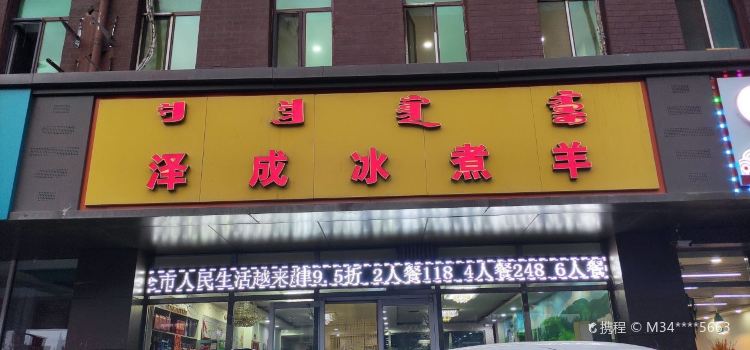 泽成冰煮羊
全市人民生活越来越9.5折 2人餐118 4人餐248 6人餐
携程 © M34****5663